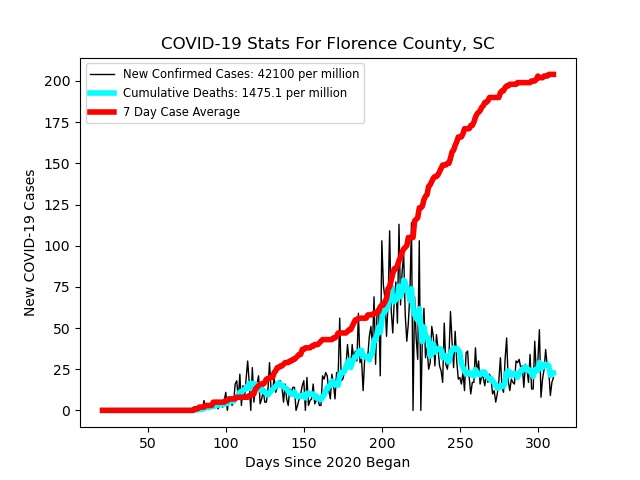 COVID-19 Stats For Florence County, SC
New Confirmed Cases: 42100 per million
Cumulative Deaths: 1475.1 per million
7 Day Case Average
New COVID-19 Cases
200
175
150
125
100
75
50
25
0
50 100 150 200 250 300
Days Since 2020 Began